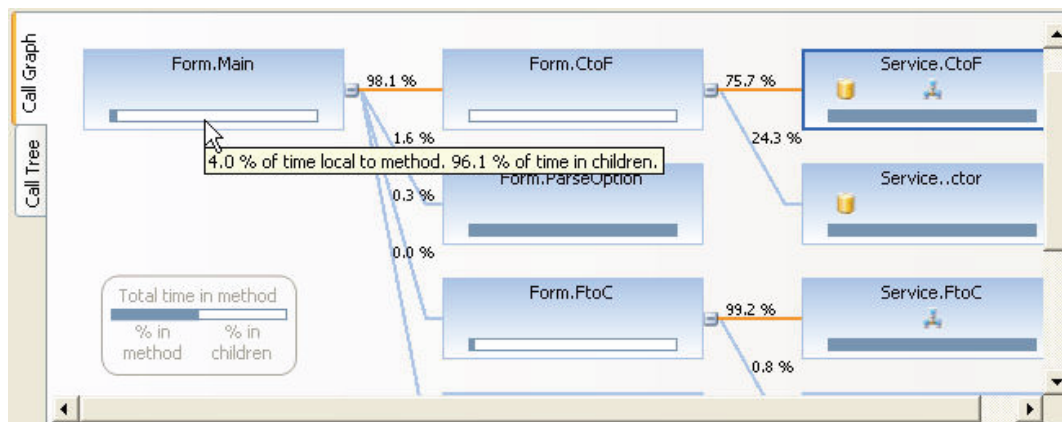 Call Graph
Call Tree
Form.Main
98.1 %
Form.CtoF
75.7 %
Service.CtoF
1.6 %
24.3 %
4.0 % of time local to method. 96.1 % of time in children.
Form.ParseOption
Service..ctor
0.3 %
0.0 %
Form.FtoC
Service.FtoC
99.2 %
0.8 %
Total time in method
% in method
% in children